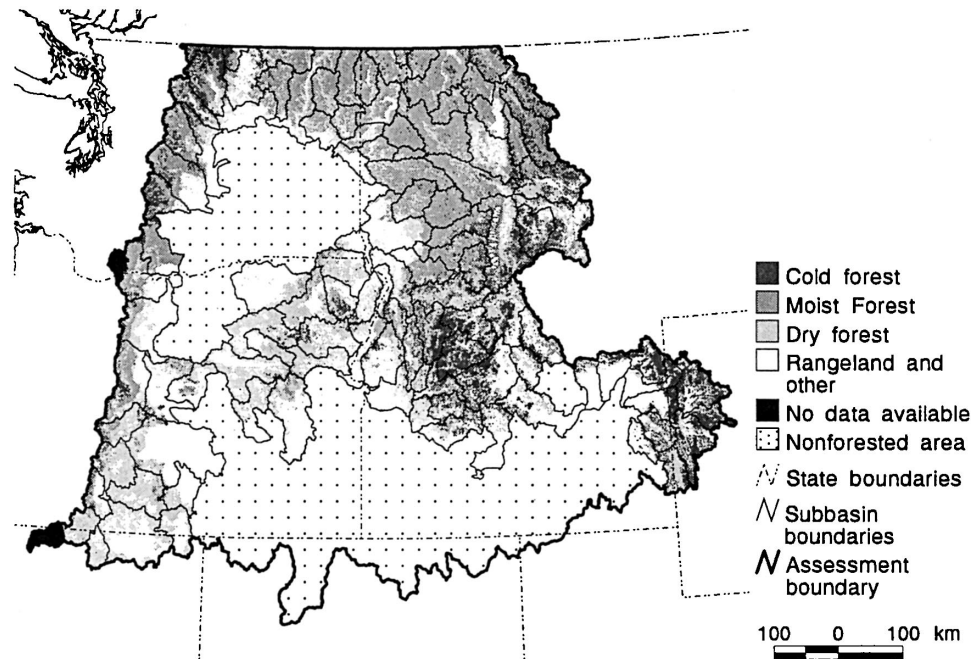 Cold forest
Moist Forest
Dry forest
Rangeland and
other
No data available
Nonforested area
State boundaries
Subbasin
boundaries
Assessment
boundary
100 0 100 km